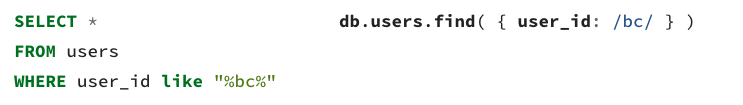 SELECT *
FROM users
WHERE user_id like "%bc%"
db.users.find( { user_id: /bc/ } )